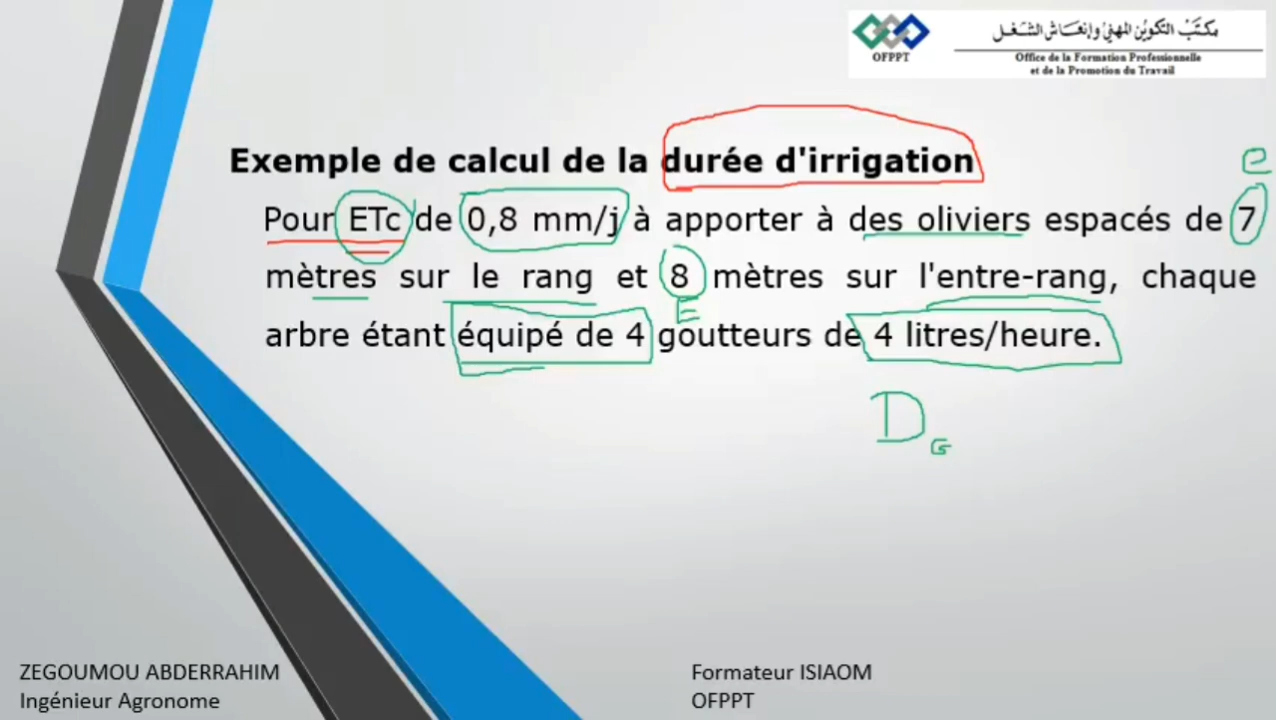 مكتب التكوين المهني وإنعاش الشغل
OFPPT
Office de la Formation Professionnelle
et de la Promotion du Travail
Exemple de calcul de la durée d'irrigation
e
Pour ETc de 0,8 mm/j à apporter à des oliviers espacés de 7
mètres sur le rang et 8 mètres sur l'entre-rang, chaque
E
arbre étant équipé de 4 goutteurs de 4 litres/heure.
D G
ZEGOUMOU ABDERRAHIM
Ingénieur Agronome
Formateur ISIAOM
OFPPT